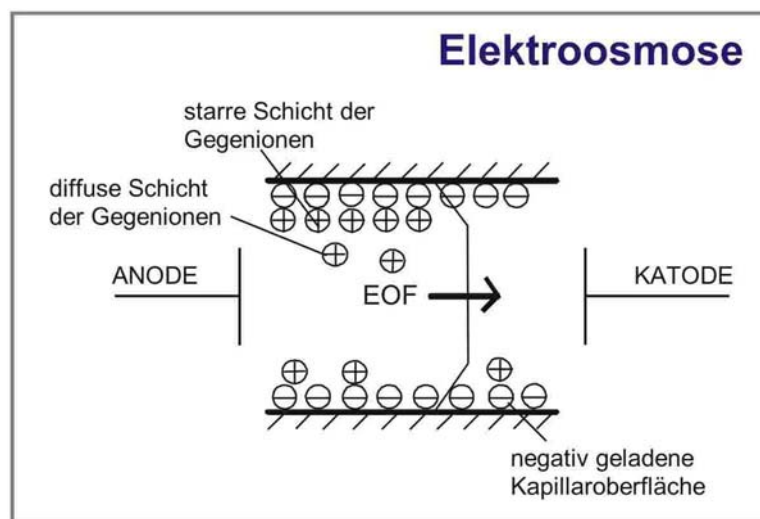 Elektroosmose
starre Schicht der
Gegenionen
diffuse Schicht
der Gegenionen
ANODE
KATODE
EOF
negativ geladene
Kapillaroberfläche